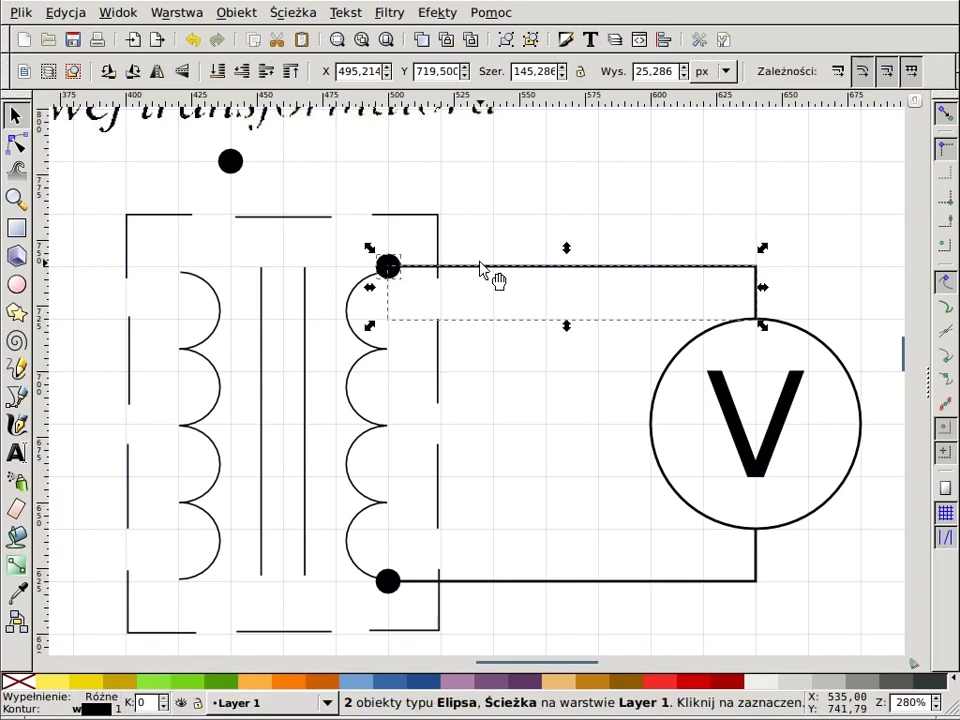 Plik Edycja Widok Warstwa Obiekt Ścieżka Tekst Filtry Efekty Pomoc
X 495,214 Y 719,500 Szer. 145,286 Wys. 25,286 px Zależności:
375 400 425 450 475 500 525 550 575 600 625 650 675
V
Wypełnienie: Różne
Kontur: 1
K: 0
•Layer 1
2 obiekty typu Elipsa, Ścieżka na warstwie Layer 1. Kliknij na zaznaczen
X: 535,00
Y: 741,79
Z: 280%